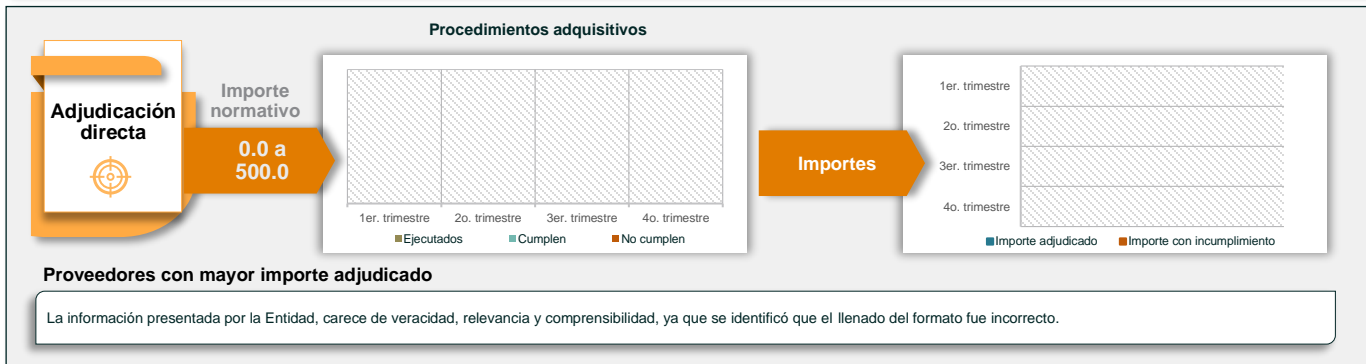 Procedimientos adquisitivos
Adjudicación
directa
Importe
normativo
0.0 a
500.0
1er. trimestre
2o. trimestre
3er. trimestre
4o. trimestre
Ejecutados
Cumplen
No cumplen
Importes
1er. trimestre
2o. trimestre
3er. trimestre
4o. trimestre
Importe adjudicado
Importe con incumplimiento
Proveedores con mayor importe adjudicado
La información presentada por la Entidad, carece de veracidad, relevancia y comprensibilidad, ya que se identificó que el llenado del formato fue incorrecto.